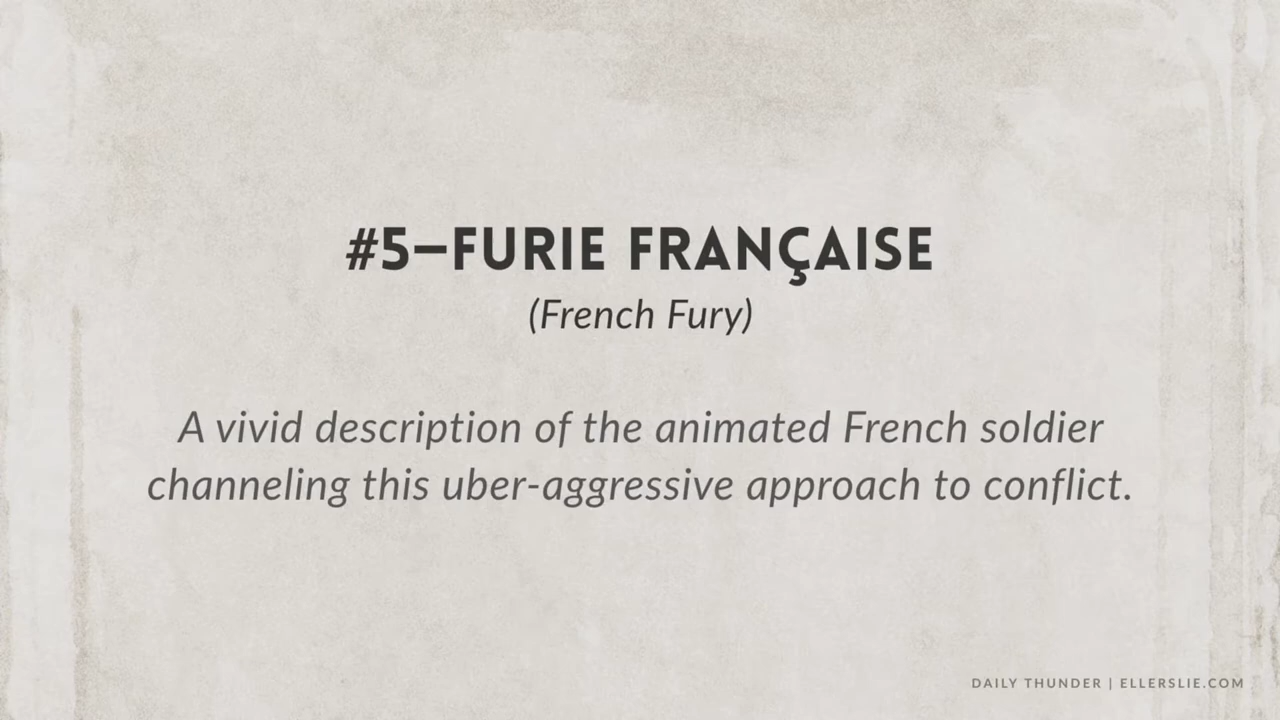 #5—FURIE FRANÇAISE
(French Fury)
A vivid description of the animated French soldier
channeling this uber-aggressive approach to conflict.
DAILY THUNDER | ELLERSLIE.COM